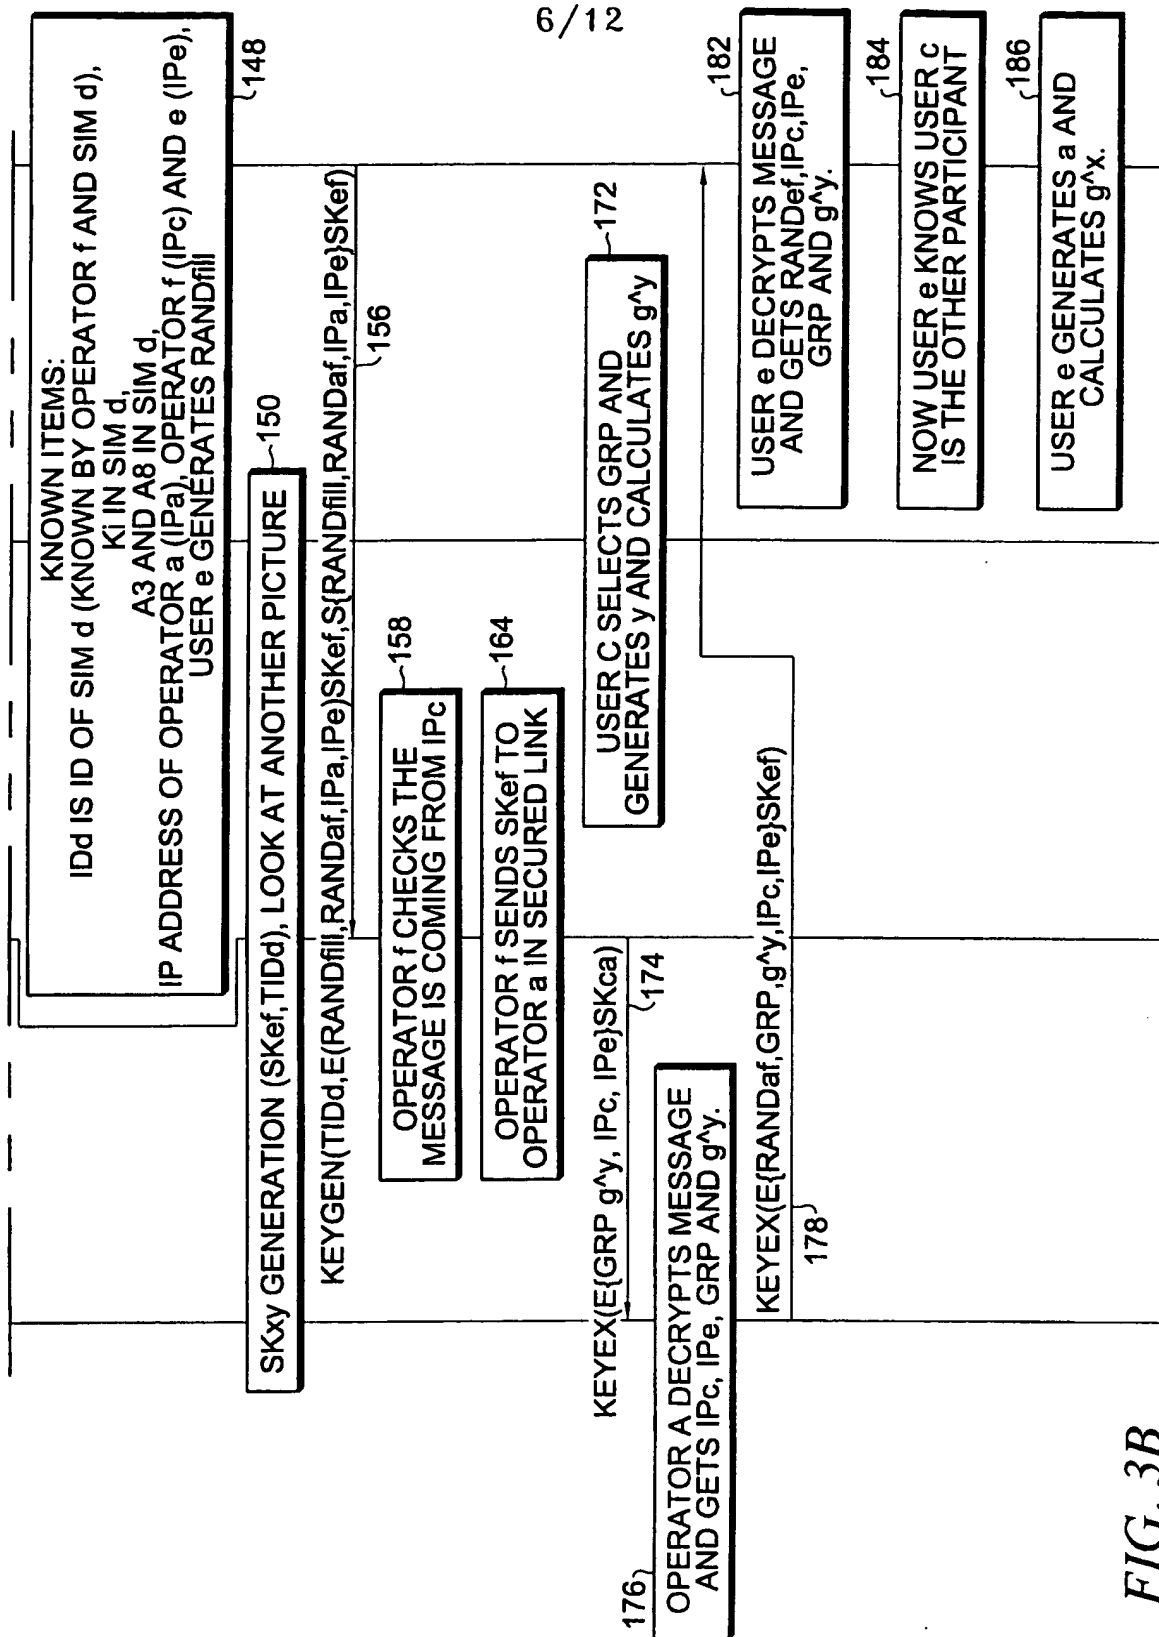 6/12
KNOWN ITEMS:
IDd IS ID OF SIM d (KNOWN BY OPERATOR f AND SIM d),
Ki IN SIM d,
A3 AND A8 IN SIM d,
IP ADDRESS OF OPERATOR a (IPa), OPERATOR f (IPc) AND e (IPe),
USER e GENERATES RANDfill
148
SKxy GENERATION (SKef,TIDd), LOOK AT ANOTHER PICTURE
150
KEYGEN(TIDd,E(RANDfill,RANDaf,IPa,IPe}SKef,S{RANDfill,RANDaf,IPa,IPe}SKef)
156
OPERATOR f CHECKS THE
MESSAGE IS COMING FROM IPc
158
OPERATOR f SENDS SKef TO
OPERATOR a IN SECURED LINK
164
USER C SELECTS GRP AND
GENERATES y AND CALCULATES g^y
172
KEYEX(E{GRP g^y, IPc, IPe}SKca)
174
176
OPERATOR A DECRYPTS MESSAGE
AND GETS IPc, IPe, GRP AND g^y.
KEYEX(E{RANDaf,GRP,g^y,IPc,IPe}SKef)
178
182
USER e DECRYPTS MESSAGE
AND GETS RANDef,IPc,IPe,
GRP AND g^y.
184
NOW USER e KNOWS USER c
IS THE OTHER PARTICIPANT
186
USER e GENERATES a AND
CALCULATES g^x.
FIG. 3B